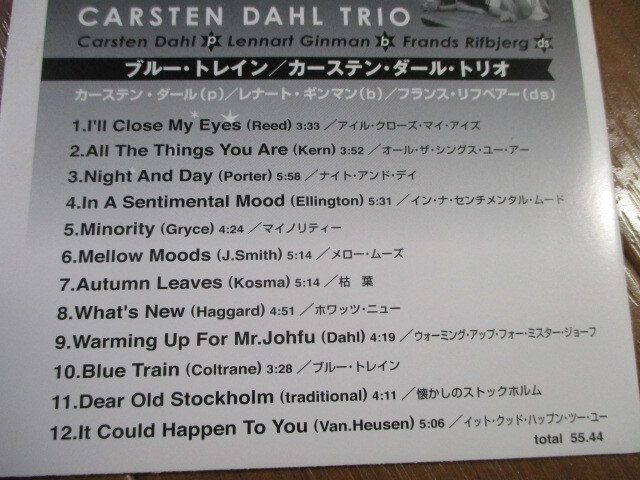 CARSTEN DAHL TRIO
Carsten Dahl p Lennart Ginman b Frands Rifbjerg ds
ブルー・トレイン／カーステン・ダール・トリオ
カーステン・ダール(p)／レナート・ギンマン(b)／フランス・リフベアー(ds)
1.I'll Close My Eyes (Reed) 3:33 ／アイル・クローズ・マイ・アイズ
2.All The Things You Are (Kern) 3:52 ／オール・ザ・シングス・ユー・アー
3.Night And Day (Porter) 5:58 ／ナイト・アンド・デイ
4.In A Sentimental Mood (Ellington) 5:31 ／イン・ナ・センチメンタル・ムード
5.Minority (Gryce) 4:24 ／マイノリティー
6.Mellow Moods (J.Smith) 5:14 ／メロー・ムーズ
7.Autumn Leaves (Kosma) 5:14 ／枯　葉
8.What's New (Haggard) 4:51 ／ホワッツ・ニュー
9.Warming Up For Mr.Johfu (Dahl) 4:19 ／ウォーミング・アップ・フォー・ミスター・ジョーフ
10.Blue Train (Coltrane) 3:28 ／ブルー・トレイン
11.Dear Old Stockholm (traditional) 4:11 ／懐かしのストックホルム
12.It Could Happen To You (Van.Heusen) 5:06 ／イット・クッド・ハップン・ツー・ユー
total 55.44